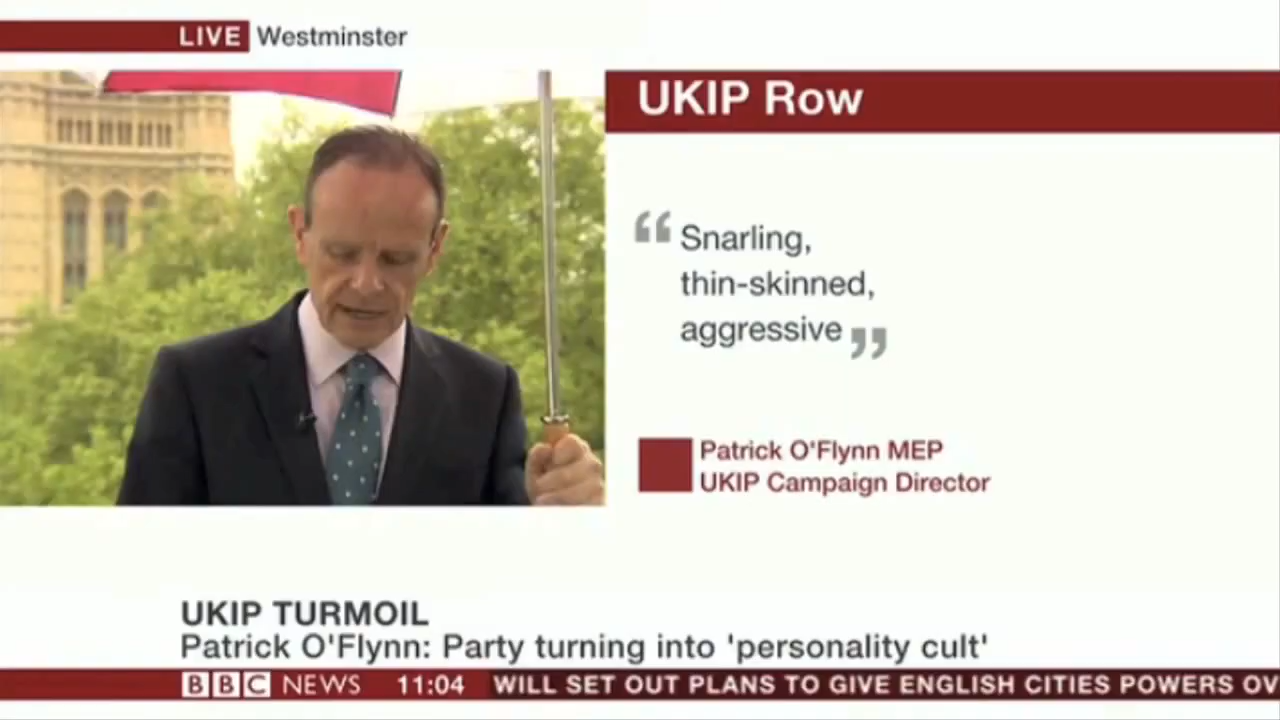 LIVE Westminster
UKIP Row
“ Snarling,
thin-skinned,
aggressive ”
Patrick O'Flynn MEP
UKIP Campaign Director
UKIP TURMOIL
Patrick O'Flynn: Party turning into 'personality cult'
BBC NEWS 11:04 WILL SET OUT PLANS TO GIVE ENGLISH CITIES POWERS OV